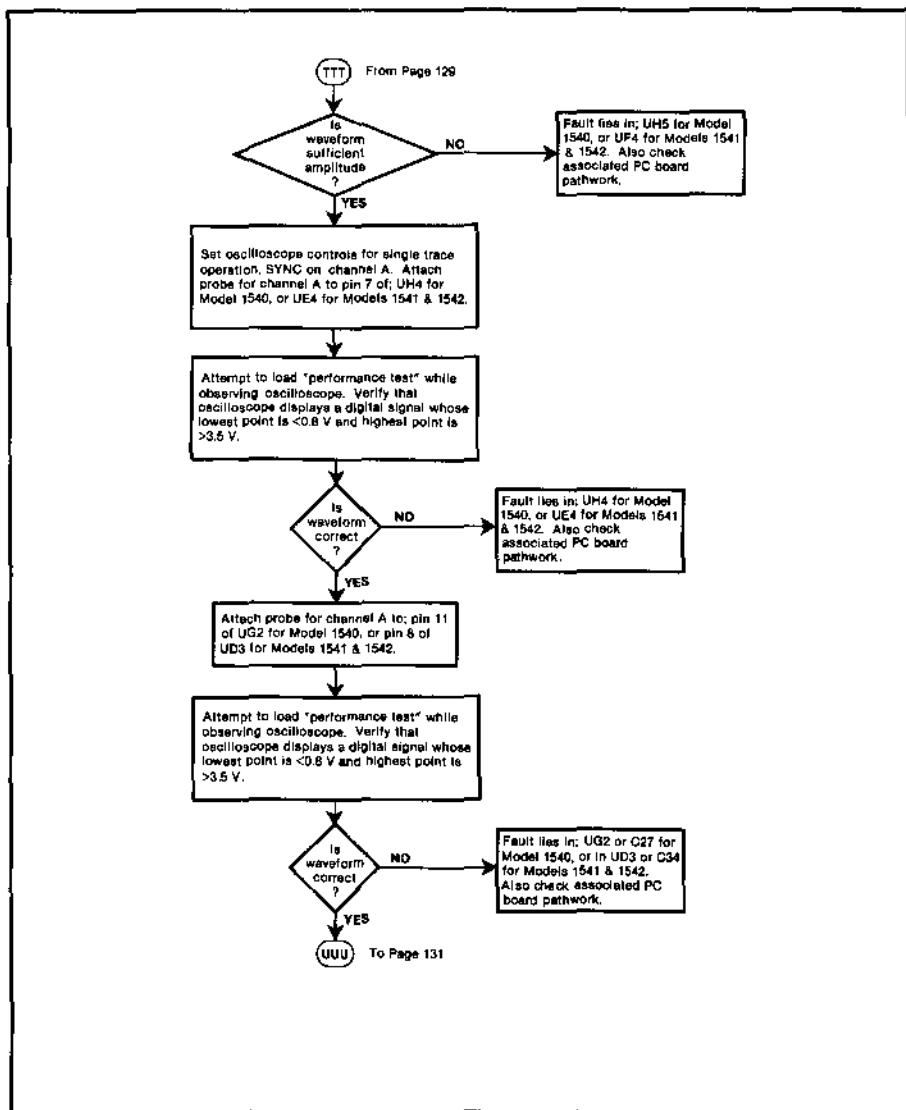 TTT From Page 129
Is
waveform
sufficient
amplitude
?
NO
Fault lies in; UH5 for Model
1540, or UF4 for Models 1541
& 1542. Also check
associated PC board
pathwork.
YES
Set oscilloscope controls for single trace
operation, SYNC on channel A. Attach
probe for channel A to pin 7 of; UH4 for
Model 1540, or UE4 for Models 1541 & 1542.
Attempt to load "performance test" while
observing oscilloscope. Verify that
oscilloscope displays a digital signal whose
lowest point is <0.8 V and highest point is
>3.5 V.
Is
waveform
correct
?
NO
Fault lies in; UH4 for Model
1540, or UE4 for Models 1541
& 1542. Also check
associated PC board
pathwork.
YES
Attach probe for channel A to; pin 11
of UG2 for Model 1540, or pin 8 of
UD3 for Models 1541 & 1542.
Attempt to load "performance test" while
observing oscilloscope. Verify that
oscilloscope displays a digital signal whose
lowest point is <0.8 V and highest point is
>3.5 V.
Is
waveform
correct
?
NO
Fault lies in; UG2 or C27 for
Model 1540, or in UD3 or C34
for Models 1541 & 1542.
Also check associated PC
board pathwork.
YES
UUU To Page 131